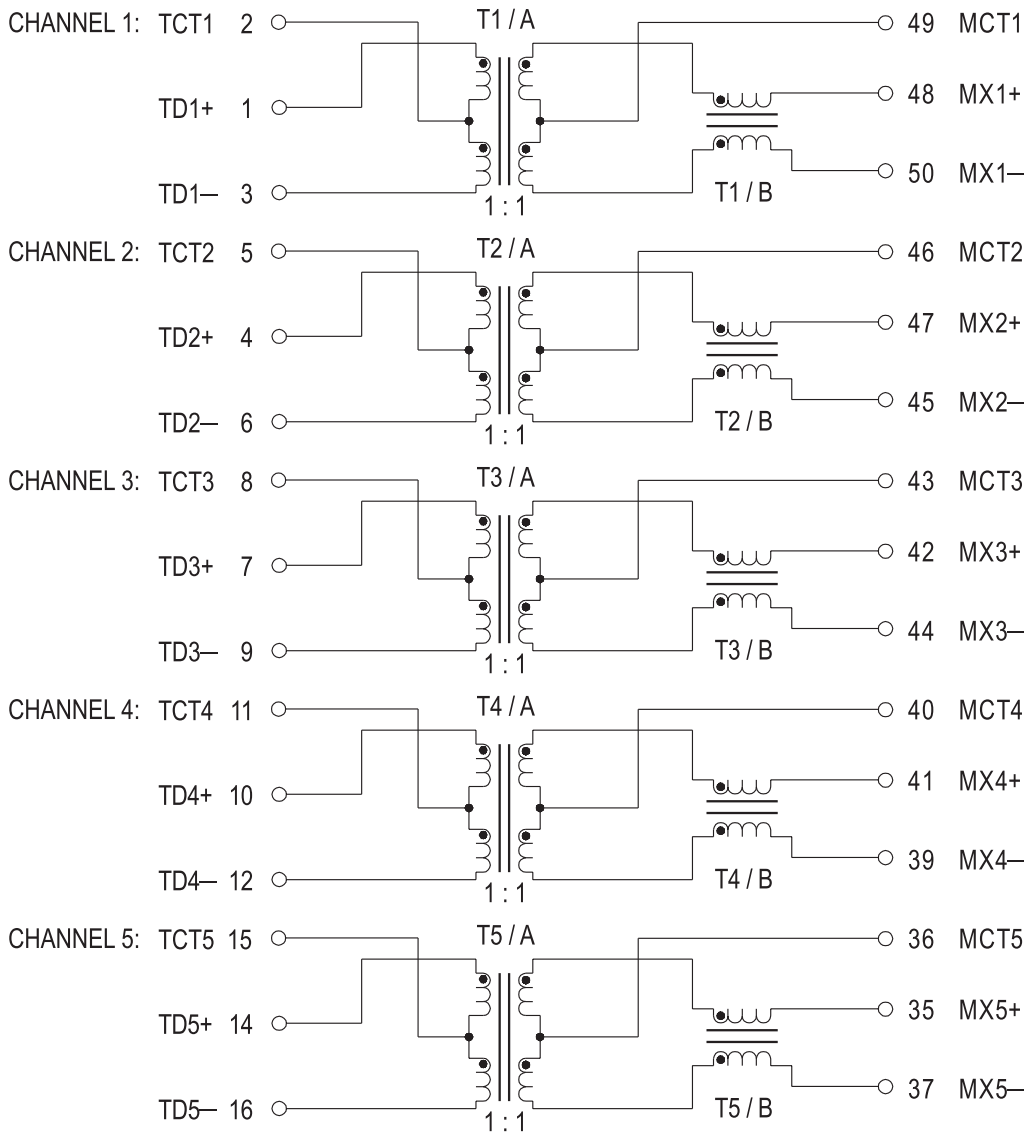 CHANNEL 1: TCT1 2 T1 / A 49 MCT1
48 MX1+
TD1+ 1
50 MX1—
TD1— 3 T1 / B
1 : 1
CHANNEL 2: TCT2 5 T2 / A 46 MCT2
47 MX2+
TD2+ 4
45 MX2—
TD2— 6 T2 / B
1 : 1
CHANNEL 3: TCT3 8 T3 / A 43 MCT3
42 MX3+
TD3+ 7
44 MX3—
TD3— 9 T3 / B
1 : 1
CHANNEL 4: TCT4 11 T4 / A 40 MCT4
41 MX4+
TD4+ 10
39 MX4—
TD4— 12 T4 / B
1 : 1
CHANNEL 5: TCT5 15 T5 / A 36 MCT5
35 MX5+
TD5+ 14
37 MX5—
TD5— 16 T5 / B
1 : 1